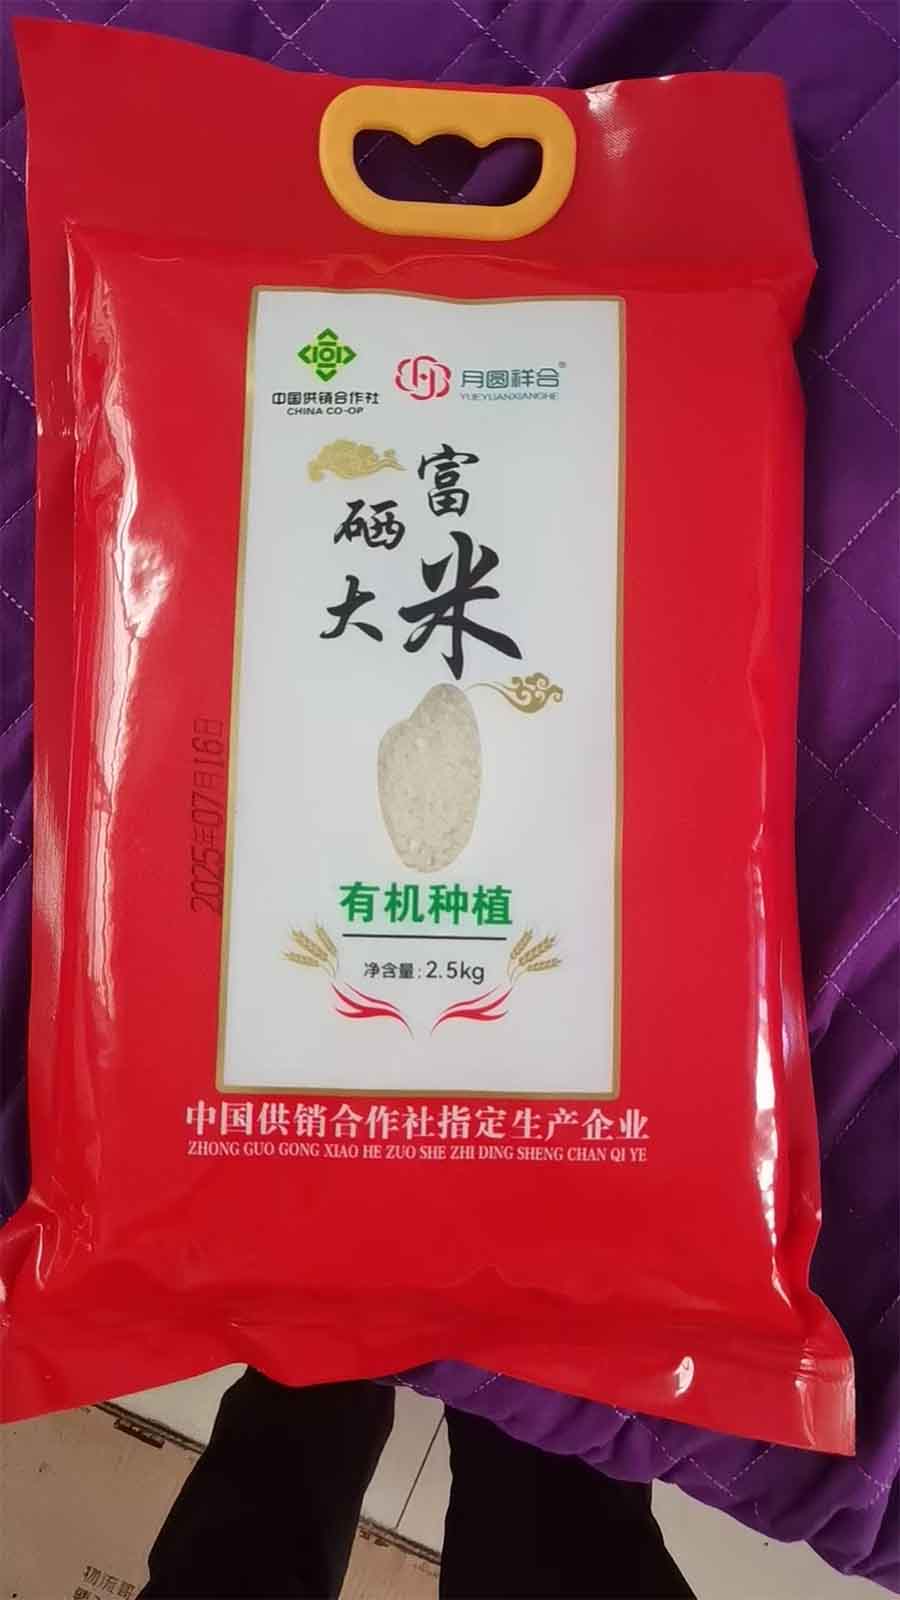 中国供销合作社
CHINA CO-OP
月圆祥合®
YUEYUANXIANGHE
富硒
大米
2025年07月16日
有机种植
净含量:2.5kg
中国供销合作社指定生产企业
ZHONG GUO GONG XIAO HE ZUO SHE ZHI DING SHENG CHAN QI YE
物流